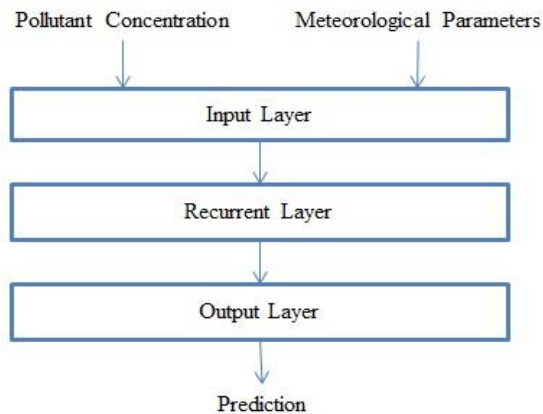 Pollutant Concentration
Meteorological Parameters
Input Layer
Recurrent Layer
Output Layer
Prediction